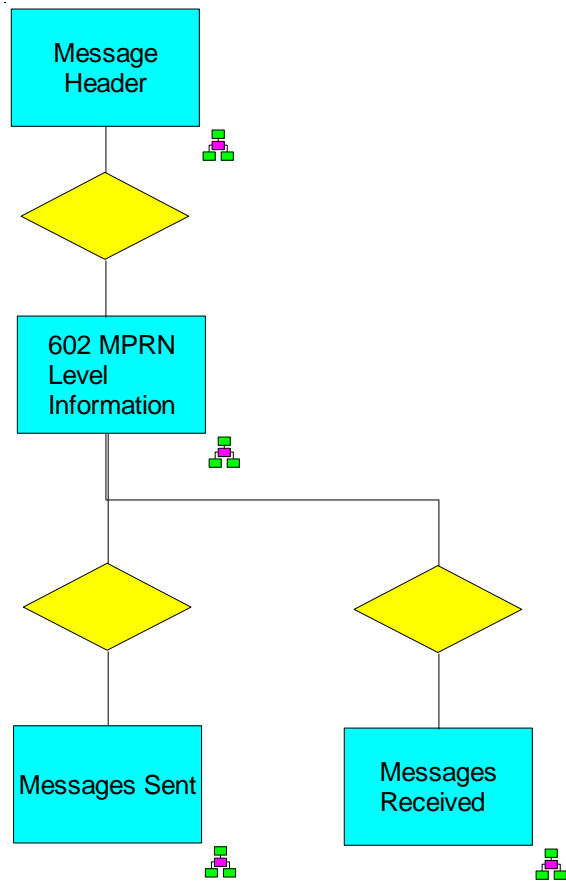 Message
Header
602 MPRN
Level
Information
Messages Sent
Messages
Received